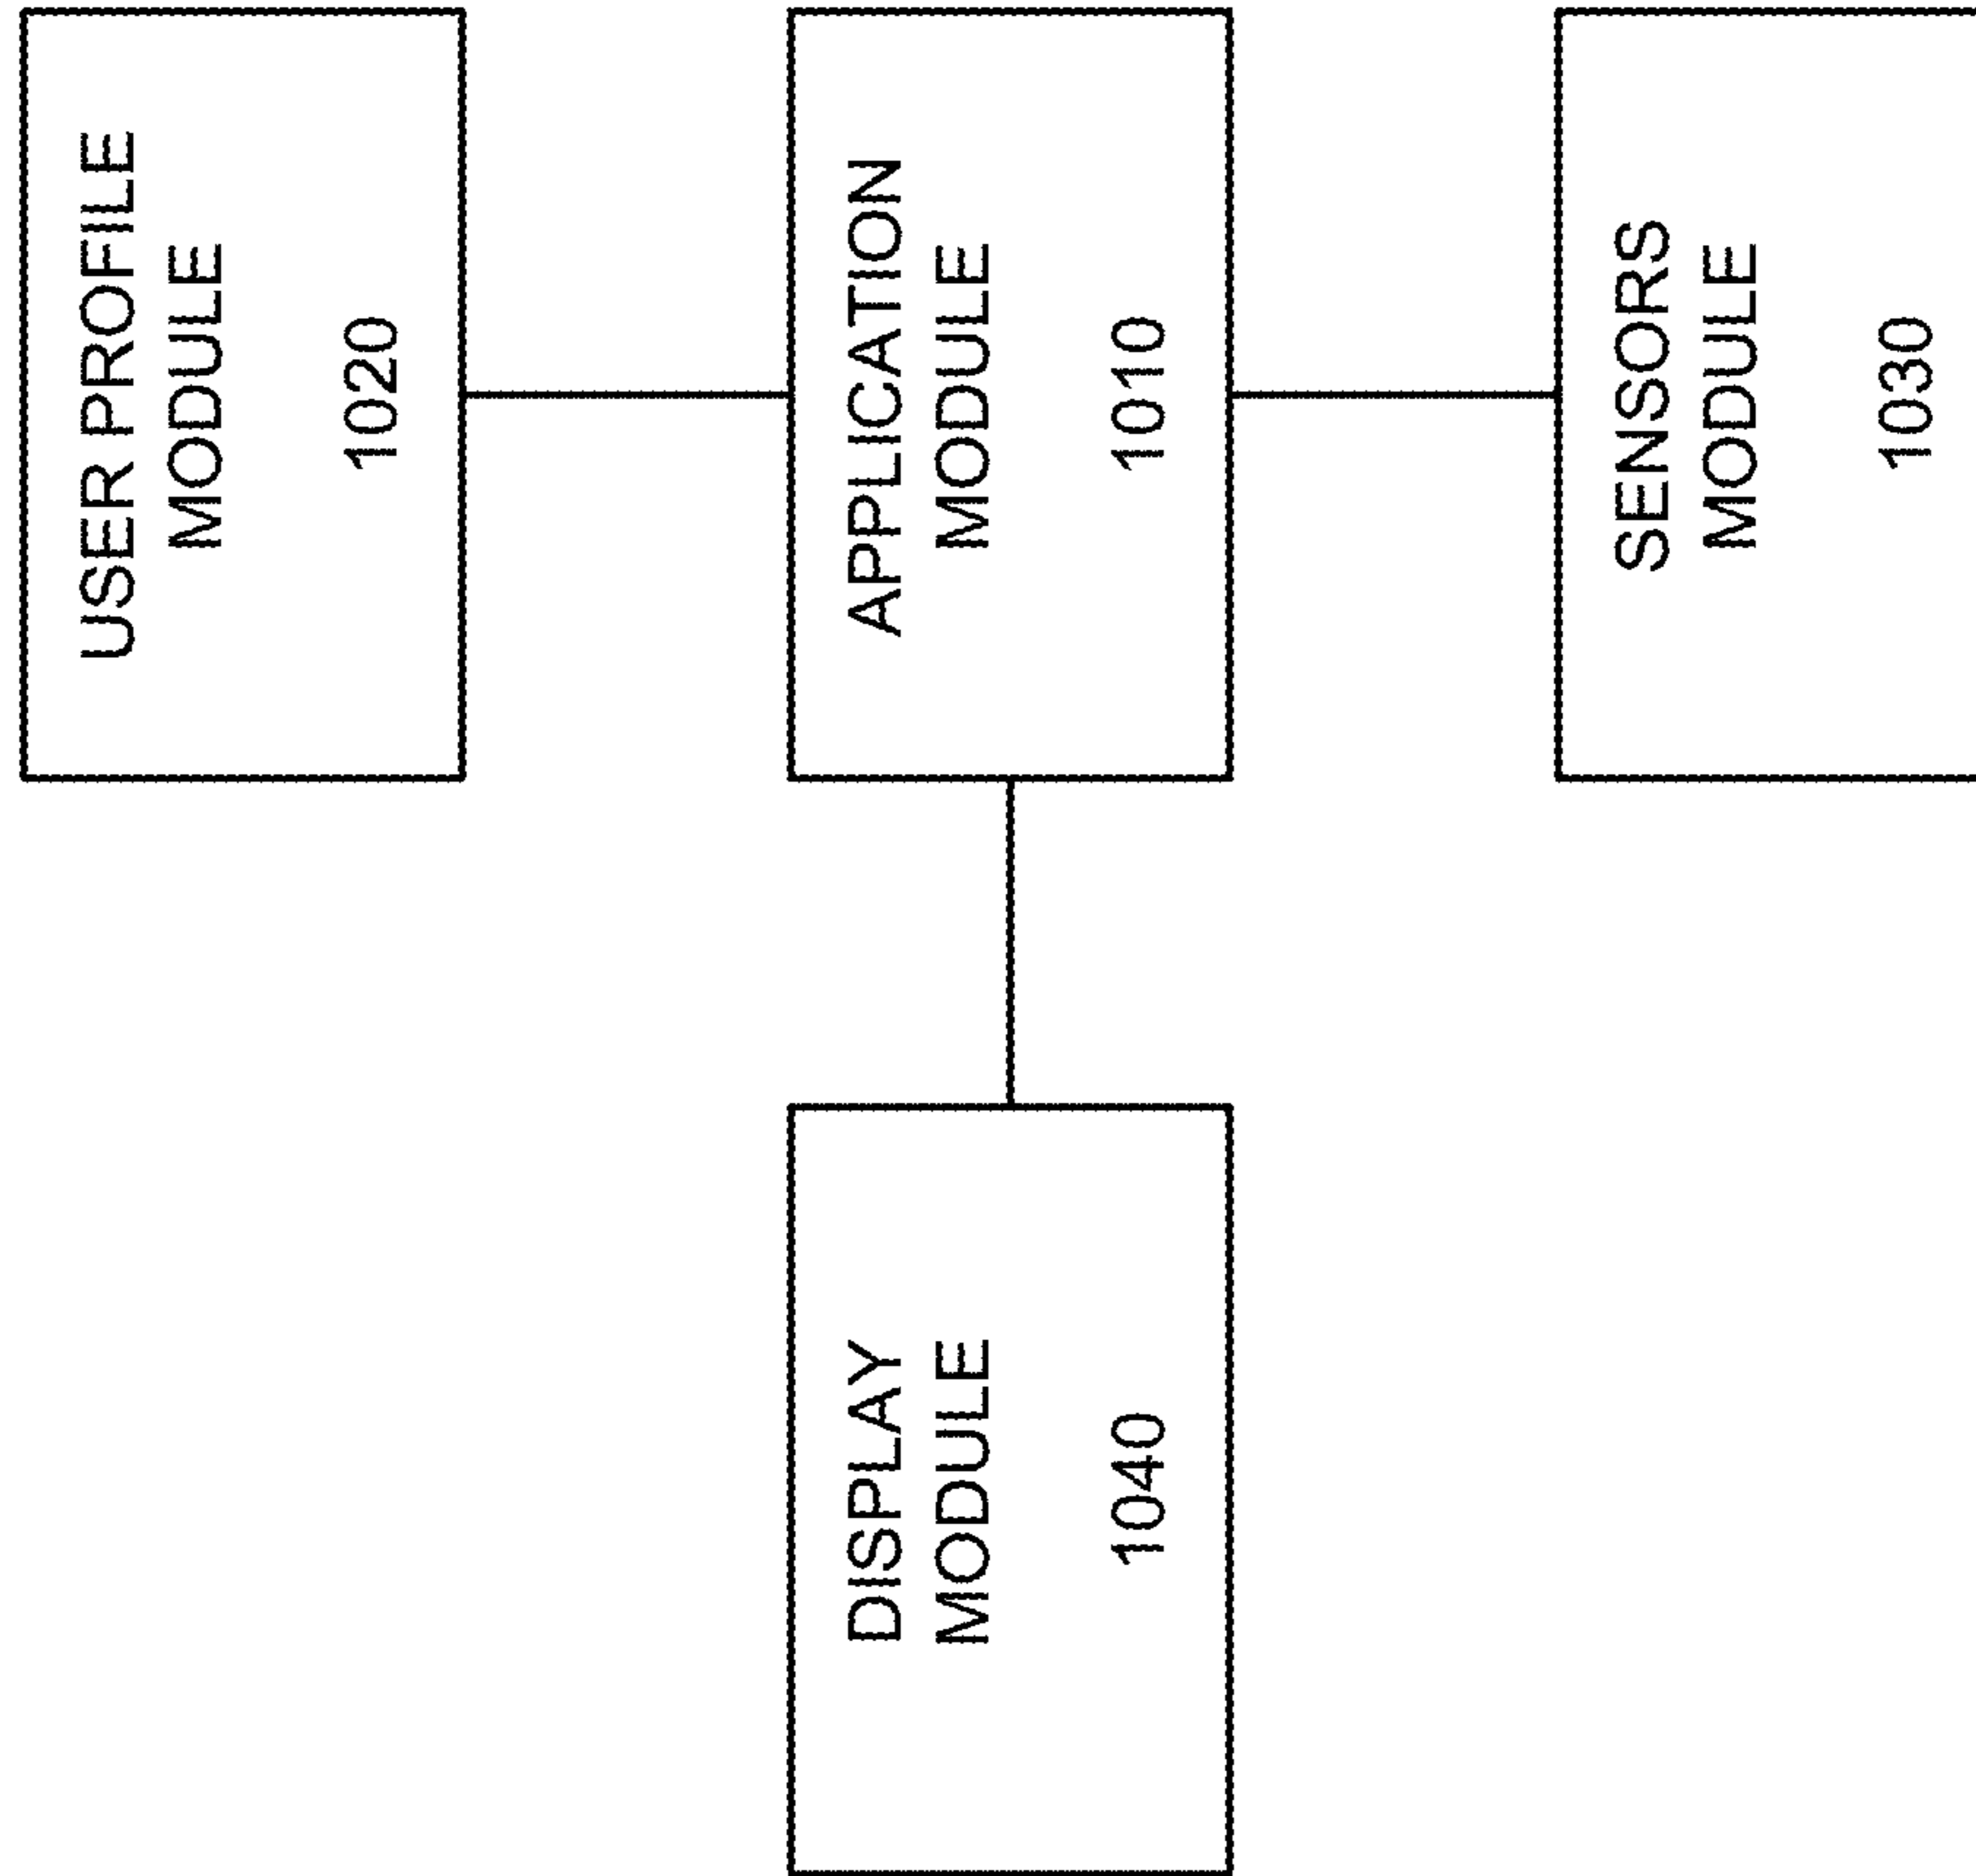 USER PROFILE
MODULE
1020
DISPLAY
MODULE
1040
APPLICATION
MODULE
1010
SENSORS
MODULE
1030